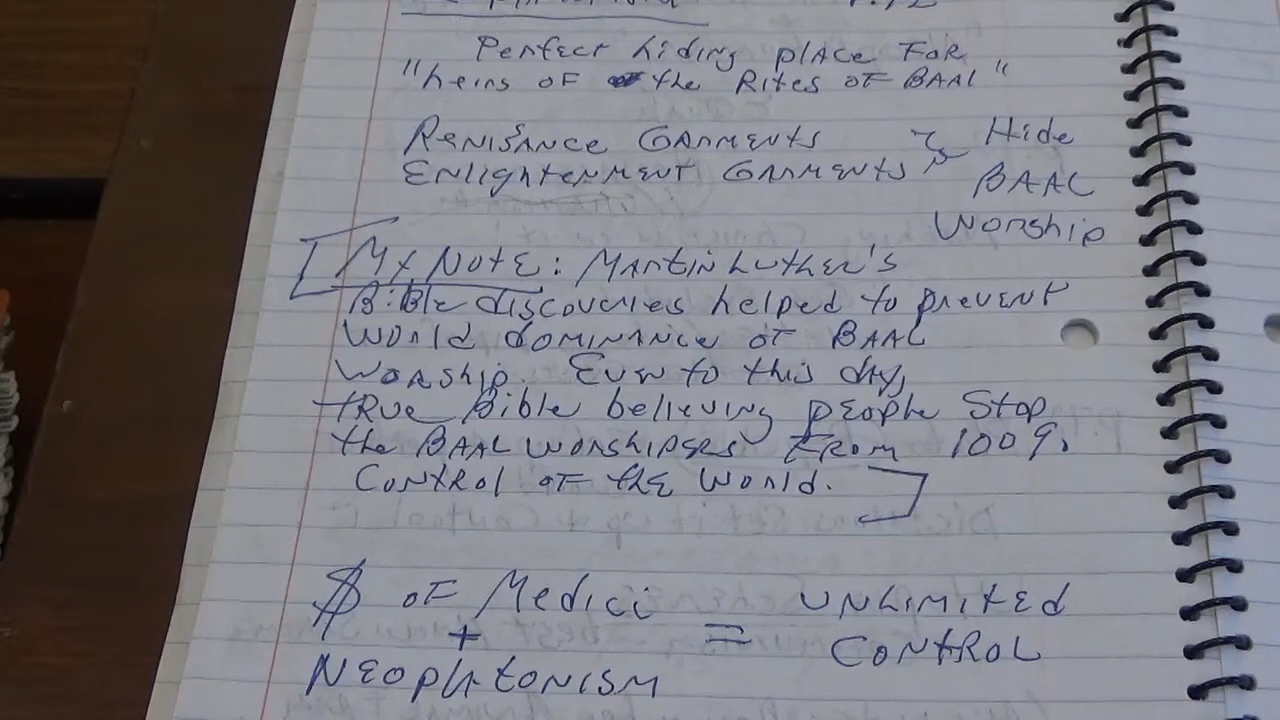 Perfect hiding place For
"heirs of the Rites of BAAL"
Renisance Garments } Hide
Enlightenment Garments BAAL
Worship
[My Note: Martin Luther's
Bible discoveries helped to prevent
World dominance of BAAL
Worship. Even to this day,
true Bible believing people stop
the BAAL worshipers From 100%
Control of the World.]
$ of Medici = UNLIMITED
+ CONTROL
NEOplatonism